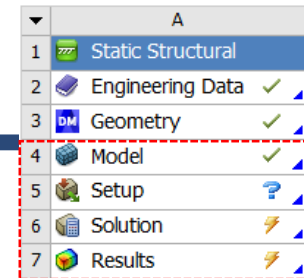 A
1 Static Structural
2 Engineering Data
3 DM Geometry
4 Model
5 Setup ?
6 Solution
7 Results